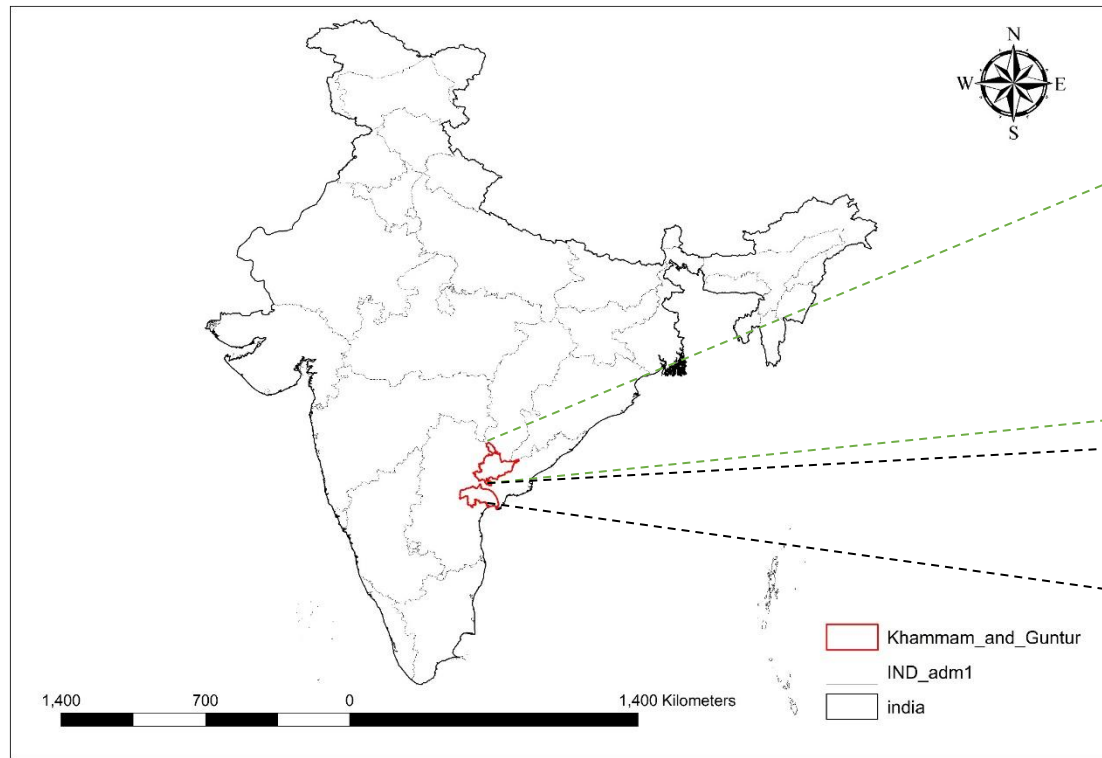 N
W E
S
Khammam_and_Guntur
IND_adm1
india
1,400 700 0 1,400 Kilometers